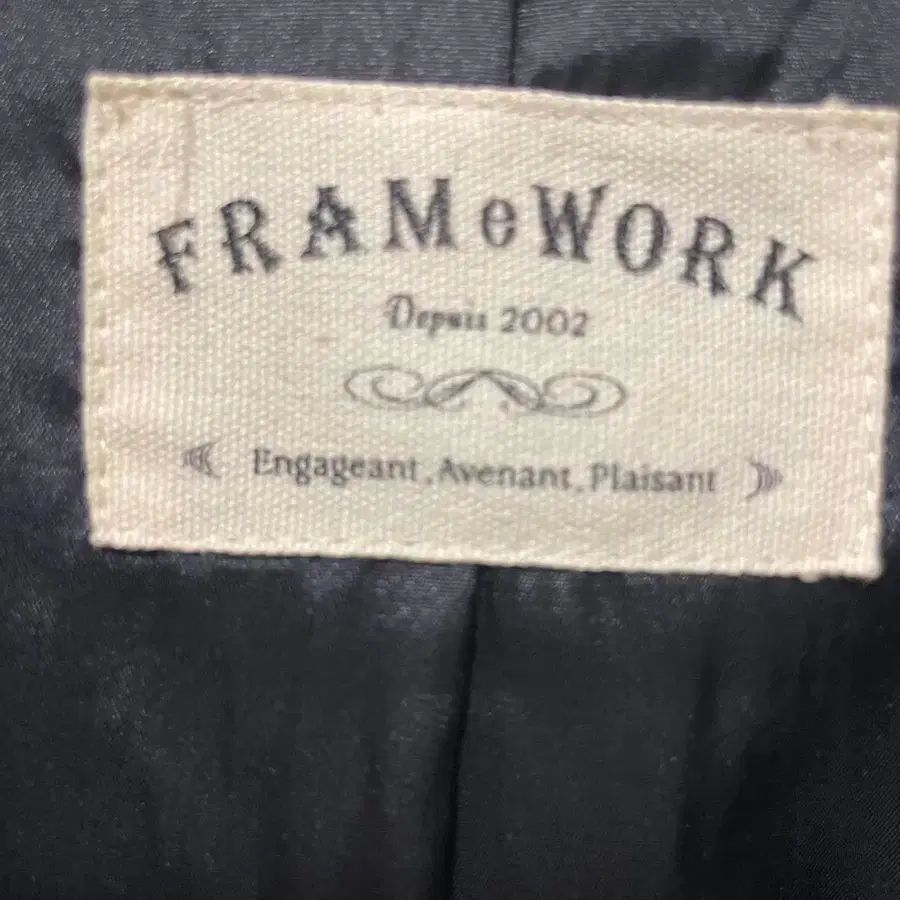 FRAMeWORK
Depuis 2002
Engageant, Avenant, Plaisant